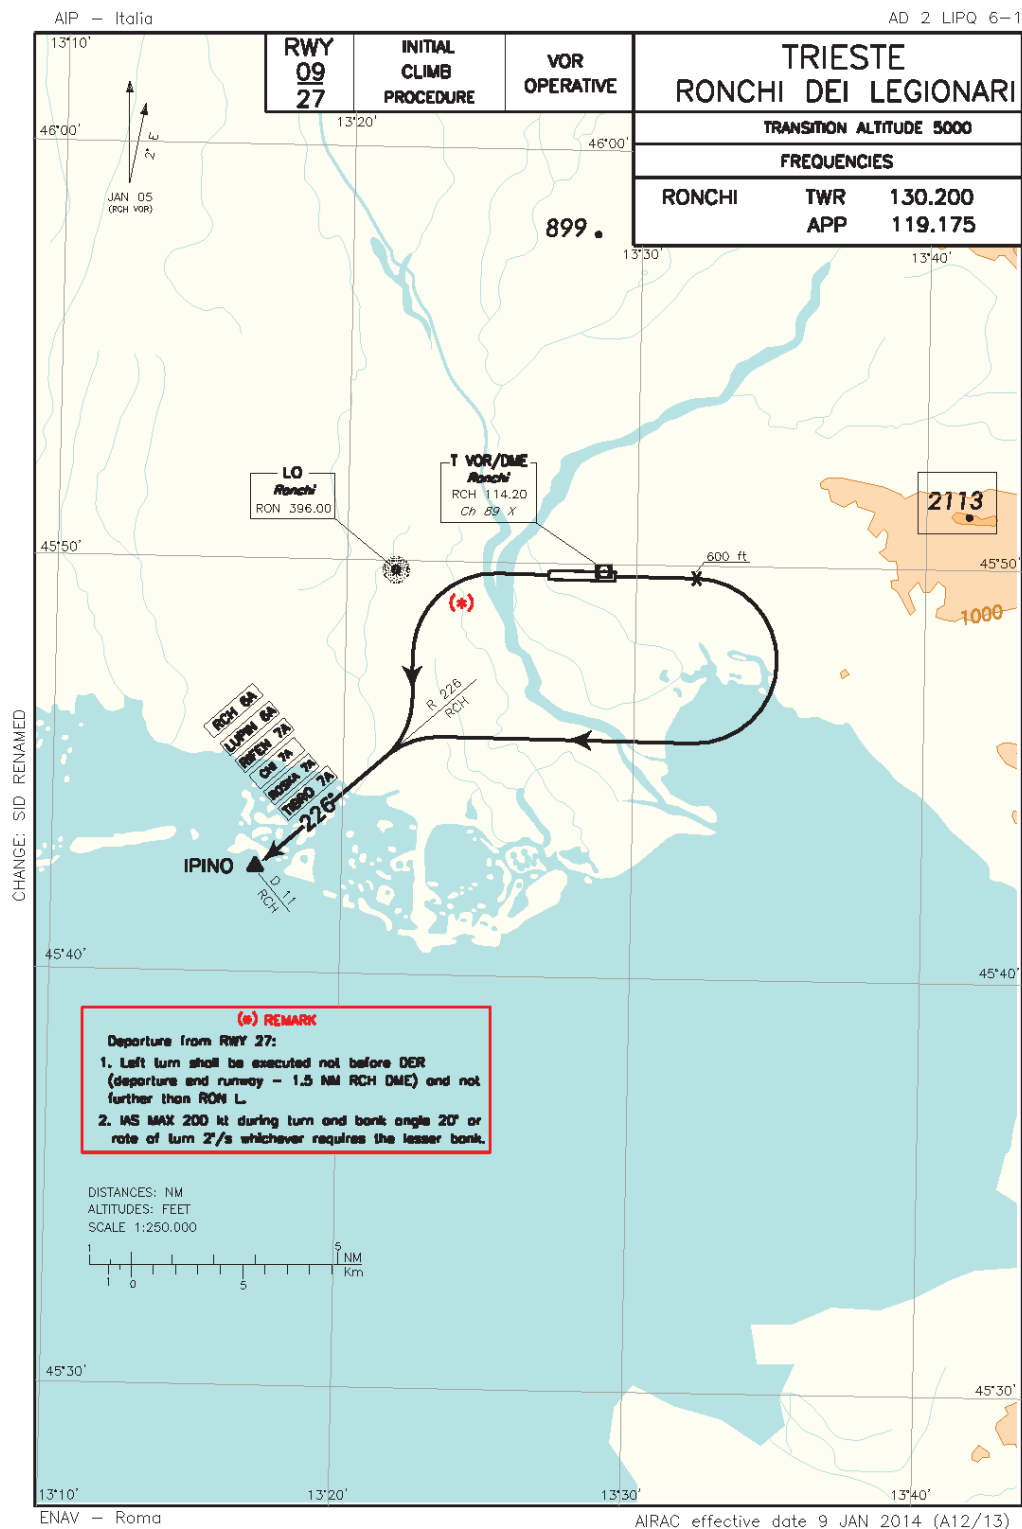 AIP – Italia
AD 2 LIPQ 6-1
RWY
09
27
INITIAL
CLIMB
PROCEDURE
VOR
OPERATIVE
TRIESTE
RONCHI DEI LEGIONARI
TRANSITION ALTITUDE 5000
FREQUENCIES
RONCHI TWR 130.200
APP 119.175
13°10'
13°20'
13°30'
13°40'
46°00'
46°00'
2° E
JAN 05
(RCH VOR)
899
LO
Ronchi
RON 396.00
T VOR/DME
Ronchi
RCH 114.20
Ch 89 X
2113
45°50'
45°50'
600 ft
1000
(*)
R 226
RCH
RCH 6A
LUPIN 6A
RIFEN 7A
CHI 7A
ROSKA 7A
TIBRO 7A
226°
IPINO
D 11
RCH
CHANGE: SID RENAMED
45°40'
45°40'
(*) REMARK
Departure from RWY 27:
1. Left turn shall be executed not before DER
(departure end runway – 1.5 NM RCH DME) and not
further than RON L.
2. IAS MAX 200 kt during turn and bank angle 20° or
rate of turn 2°/s whichever requires the lesser bank.
DISTANCES: NM
ALTITUDES: FEET
SCALE 1:250.000
1 5
NM
Km
1 0 5
45°30'
45°30'
13°10'
13°20'
13°30'
13°40'
ENAV – Roma
AIRAC effective date 9 JAN 2014 (A12/13)